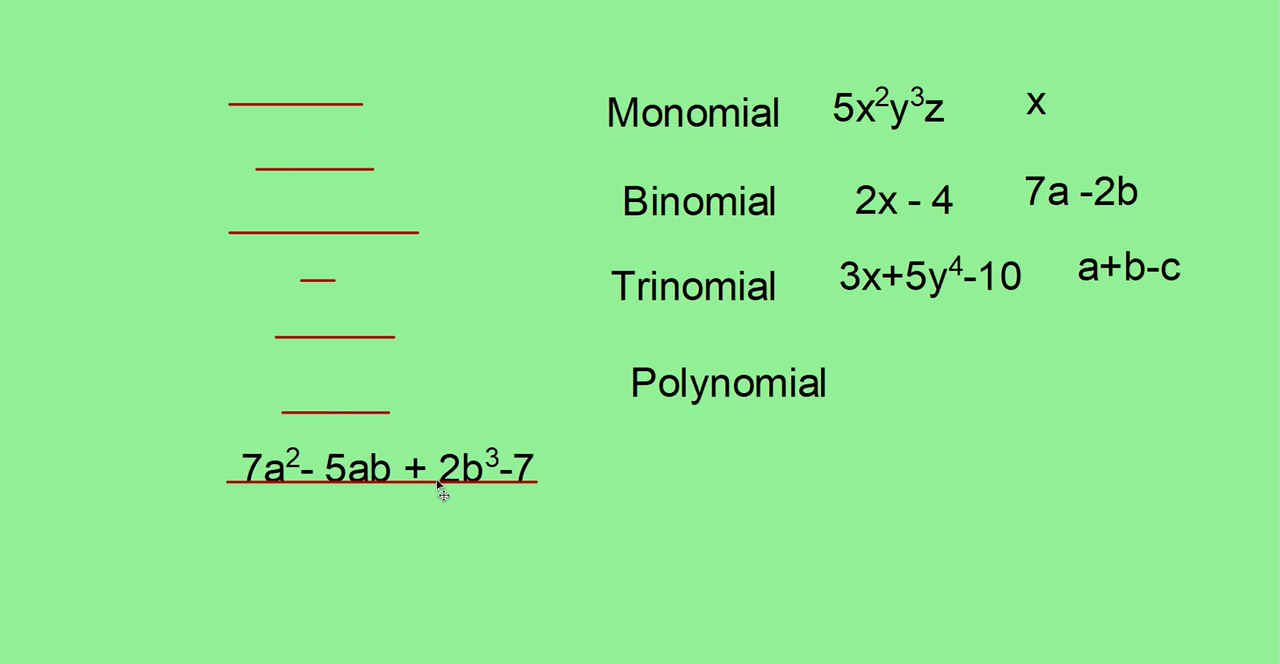 Monomial 5x²y³z x
Binomial 2x - 4 7a -2b
Trinomial 3x+5y⁴-10 a+b-c
Polynomial
7a²- 5ab + 2b³-7